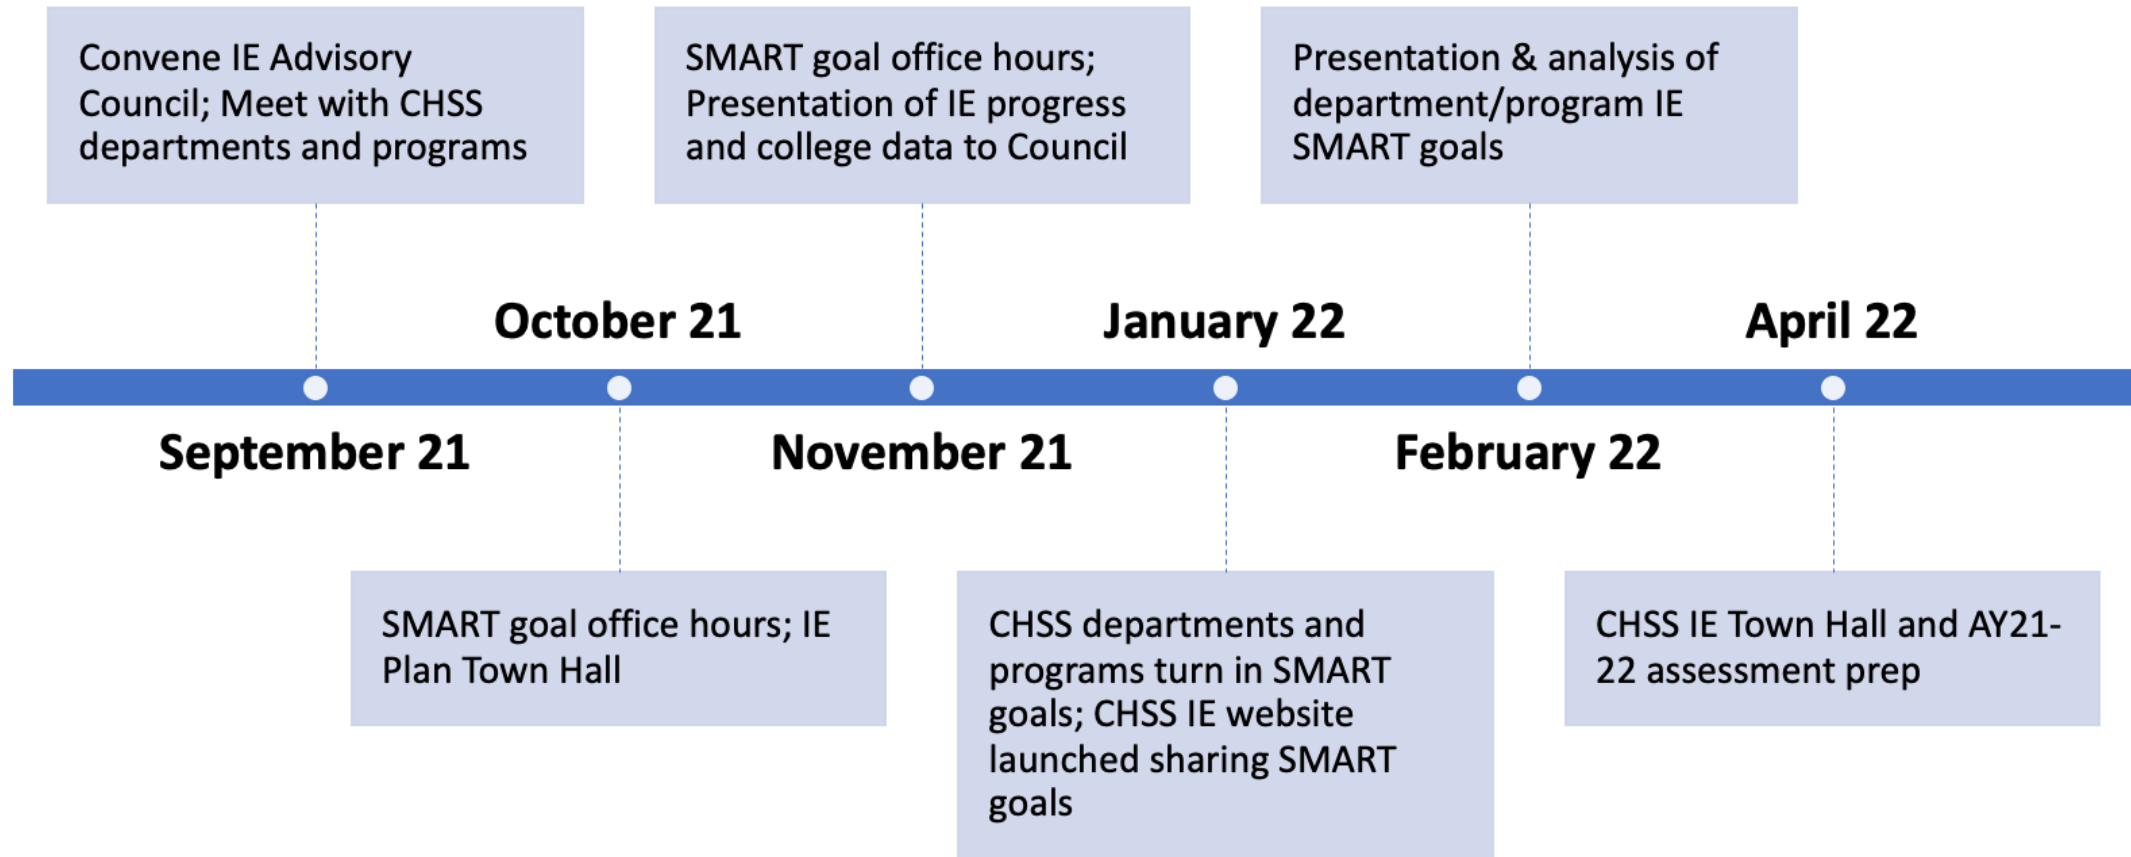 Convene IE Advisory
Council; Meet with CHSS
departments and programs
SMART goal office hours;
Presentation of IE progress
and college data to Council
Presentation & analysis of
department/program IE
SMART goals
October 21
January 22
April 22
September 21
November 21
February 22
SMART goal office hours; IE
Plan Town Hall
CHSS departments and
programs turn in SMART
goals; CHSS IE website
launched sharing SMART
goals
CHSS IE Town Hall and AY21-
22 assessment prep